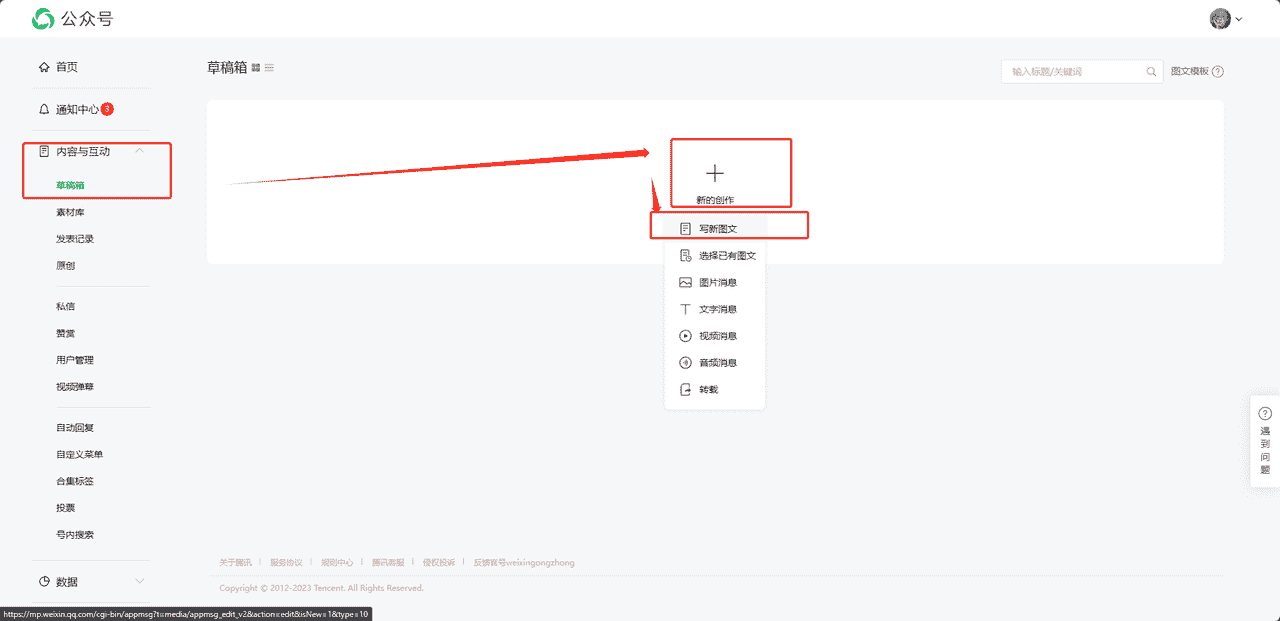 公众号
首页
通知中心 3
内容与互动
草稿箱
素材库
发表记录
原创
私信
赞赏
用户管理
视频弹幕
自动回复
自定义菜单
合集标签
投票
号内搜索
数据
草稿箱
输入标题/关键词
图文模板 ?
新的创作
写新图文
选择已有图文
图片消息
文字消息
视频消息
音频消息
转载
?
遇
到
问
题
关于腾讯 | 服务协议 | 规则中心 | 腾讯客服 | 侵权投诉 | 反馈账号weixingongzhong
Copyright © 2012-2023 Tencent. All Rights Reserved.
https://mp.weixin.qq.com/cgi-bin/appmsg?t=media/appmsg_edit_v2&action=edit&isNew=1&type=10